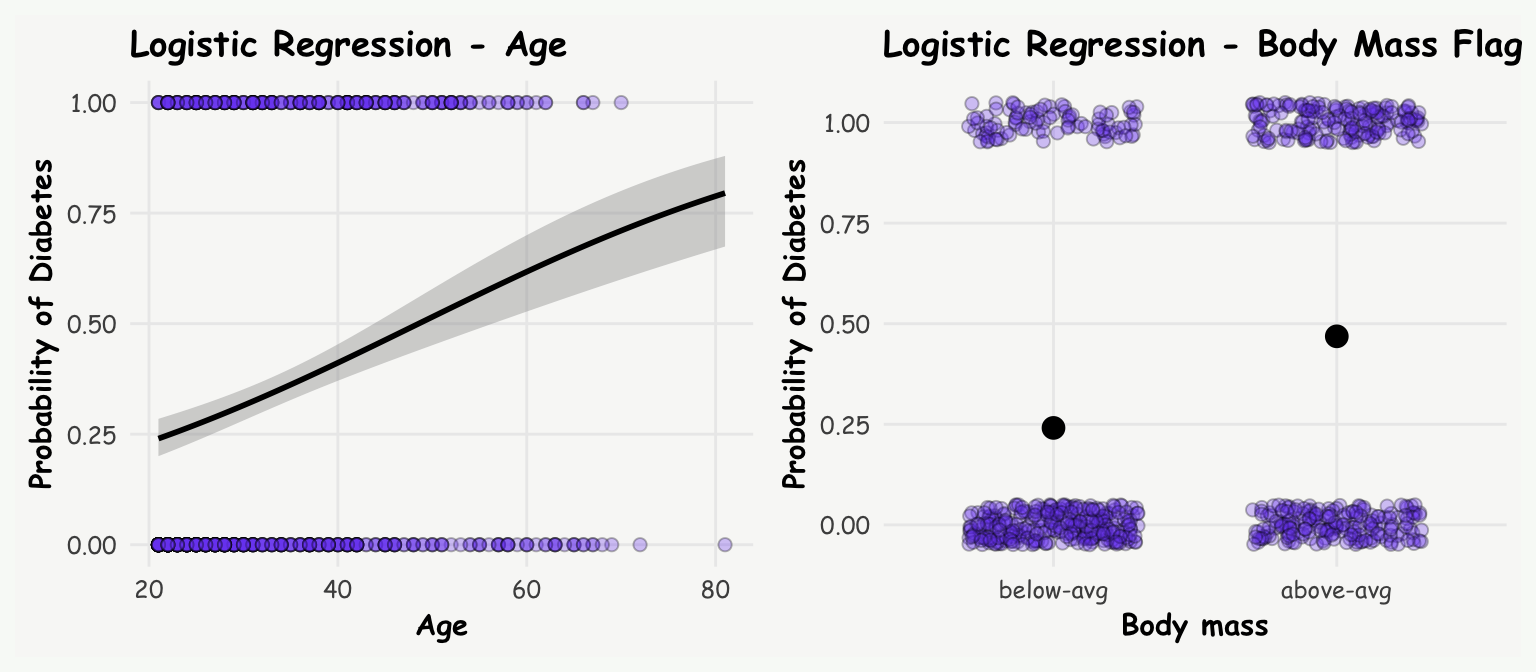 Logistic Regression - Age
Probability of Diabetes
1.00
0.75
0.50
0.25
0.00
20 40 60 80
Age
Logistic Regression - Body Mass Flag
Probability of Diabetes
1.00
0.75
0.50
0.25
0.00
below-avg above-avg
Body mass